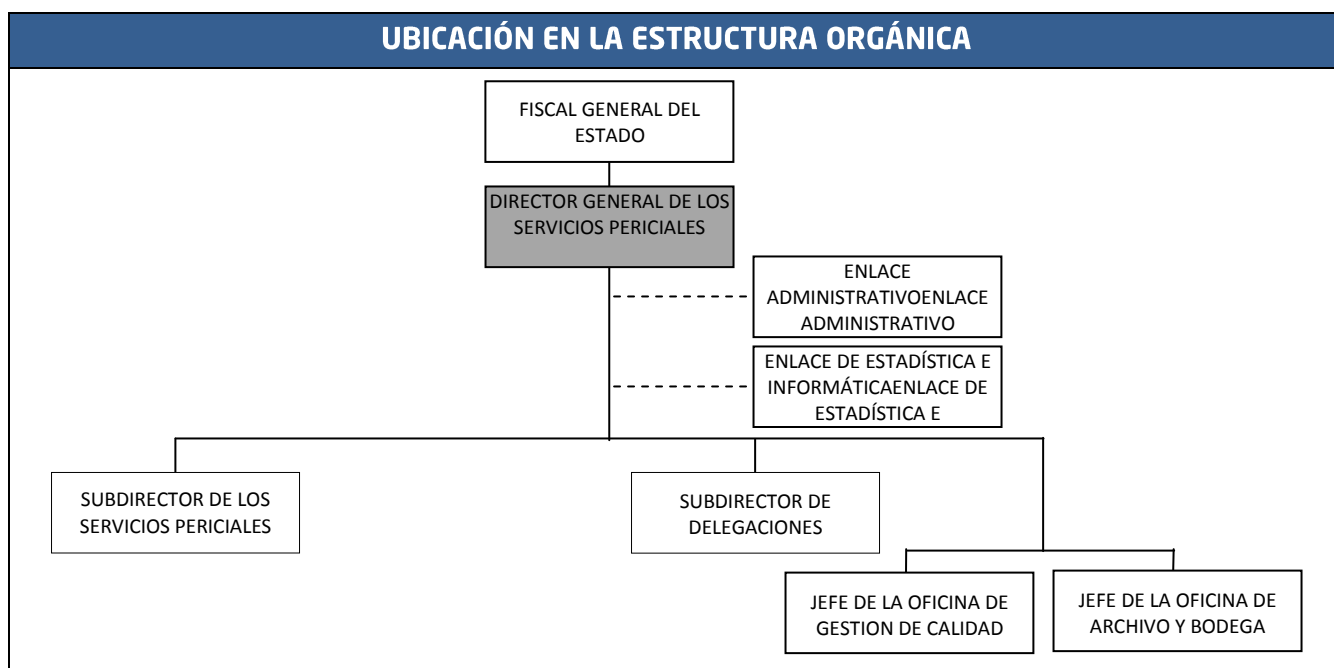 UBICACIÓN EN LA ESTRUCTURA ORGÁNICA
FISCAL GENERAL DEL
ESTADO
DIRECTOR GENERAL DE LOS
SERVICIOS PERICIALES
ENLACE
ADMINISTRATIVOENLACE
ADMINISTRATIVO
ENLACE DE ESTADÍSTICA E
INFORMÁTICAENLACE DE
ESTADÍSTICA E
SUBDIRECTOR DE LOS
SERVICIOS PERICIALES
SUBDIRECTOR DE
DELEGACIONES
JEFE DE LA OFICINA DE
GESTION DE CALIDAD
JEFE DE LA OFICINA DE
ARCHIVO Y BODEGA